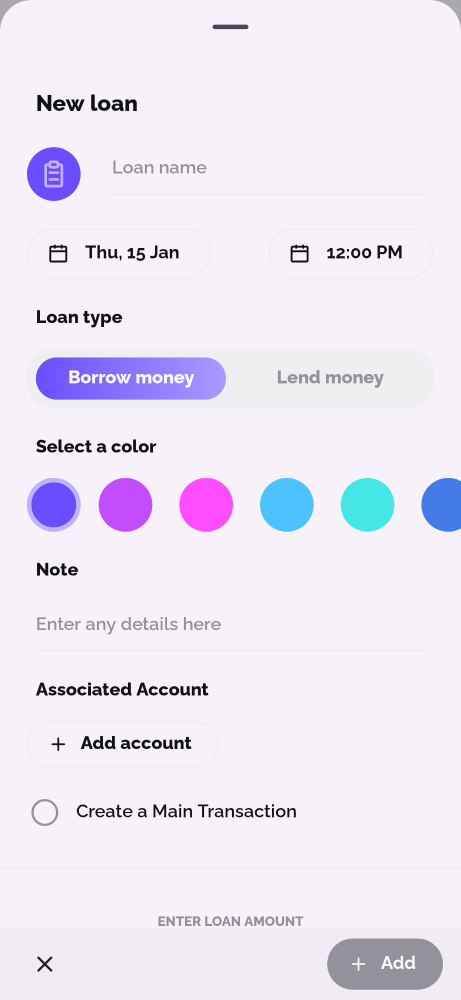 New loan
Loan name
Thu, 15 Jan
12:00 PM
Loan type
Borrow money
Lend money
Select a color
Note
Enter any details here
Associated Account
Add account
Create a Main Transaction
ENTER LOAN AMOUNT
Add